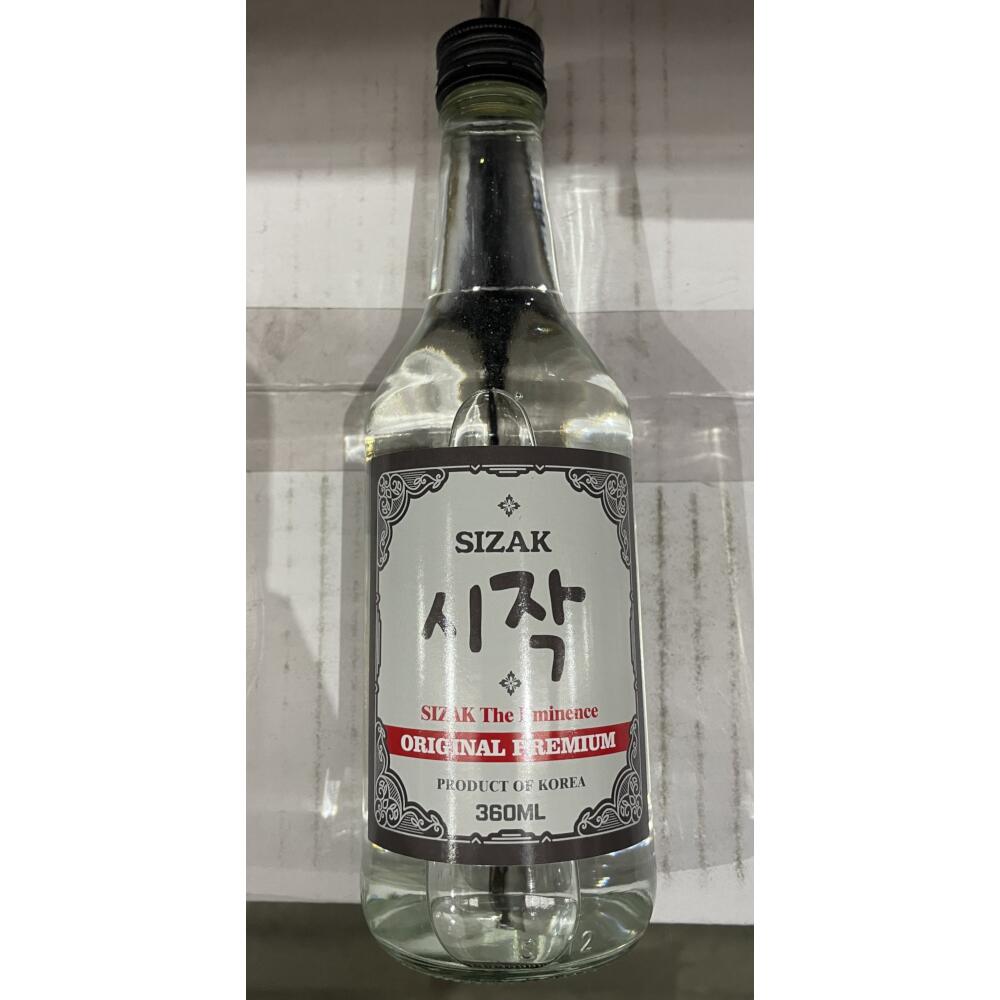 SIZAK
시작
SIZAK The Eminence
ORIGINAL PREMIUM
PRODUCT OF KOREA
360ML